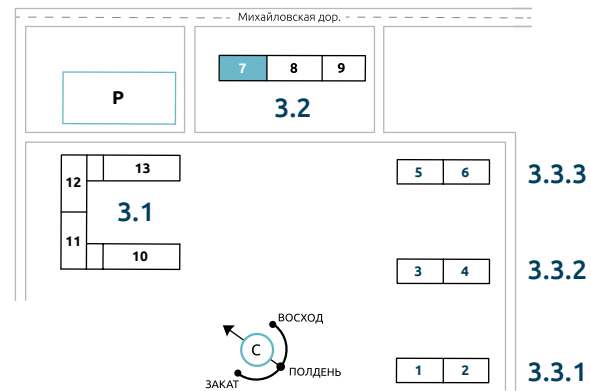 Михайловская дор.
7 8 9
P
3.2
13
12
5 6
3.3.3
3.1
11
10
3 4
3.3.2
ВОСХОД
С
ПОЛДЕНЬ
ЗАКАТ
1 2
3.3.1